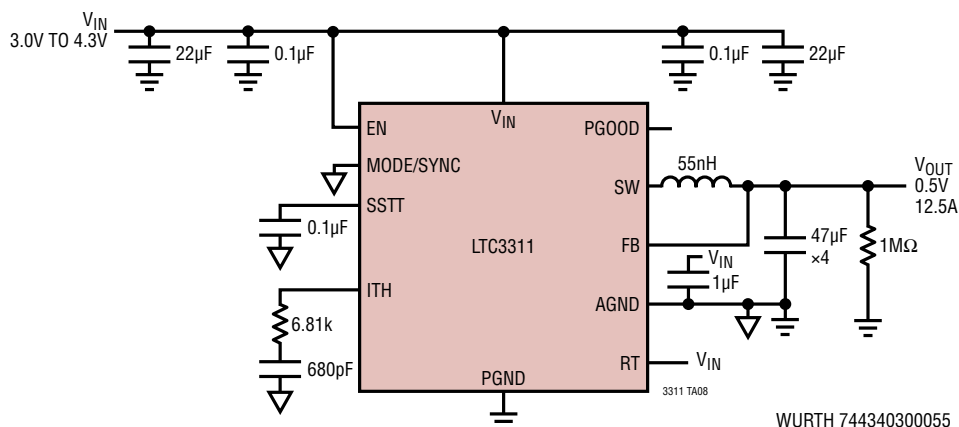 VIN
3.0V TO 4.3V
22µF
0.1µF
0.1µF
22µF
VIN
EN
PGOOD
MODE/SYNC
55nH
SW
VOUT
0.5V
12.5A
SSTT
0.1µF
LTC3311
FB
47µF
×4
1MΩ
VIN
1µF
ITH
AGND
6.81k
680pF
RT
VIN
PGND
3311 TA08
WURTH 744340300055